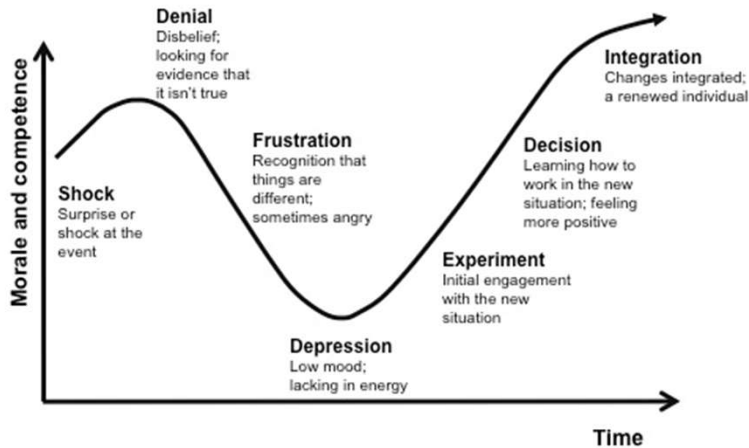 Denial
Disbelief;
looking for
evidence that
it isn't true
Morale and competence
Shock
Surprise or
shock at the
event
Frustration
Recognition that
things are
different;
sometimes angry
Depression
Low mood;
lacking in energy
Experiment
Initial engagement
with the new
situation
Decision
Learning how to
work in the new
situation; feeling
more positive
Integration
Changes integrated;
a renewed individual
Time